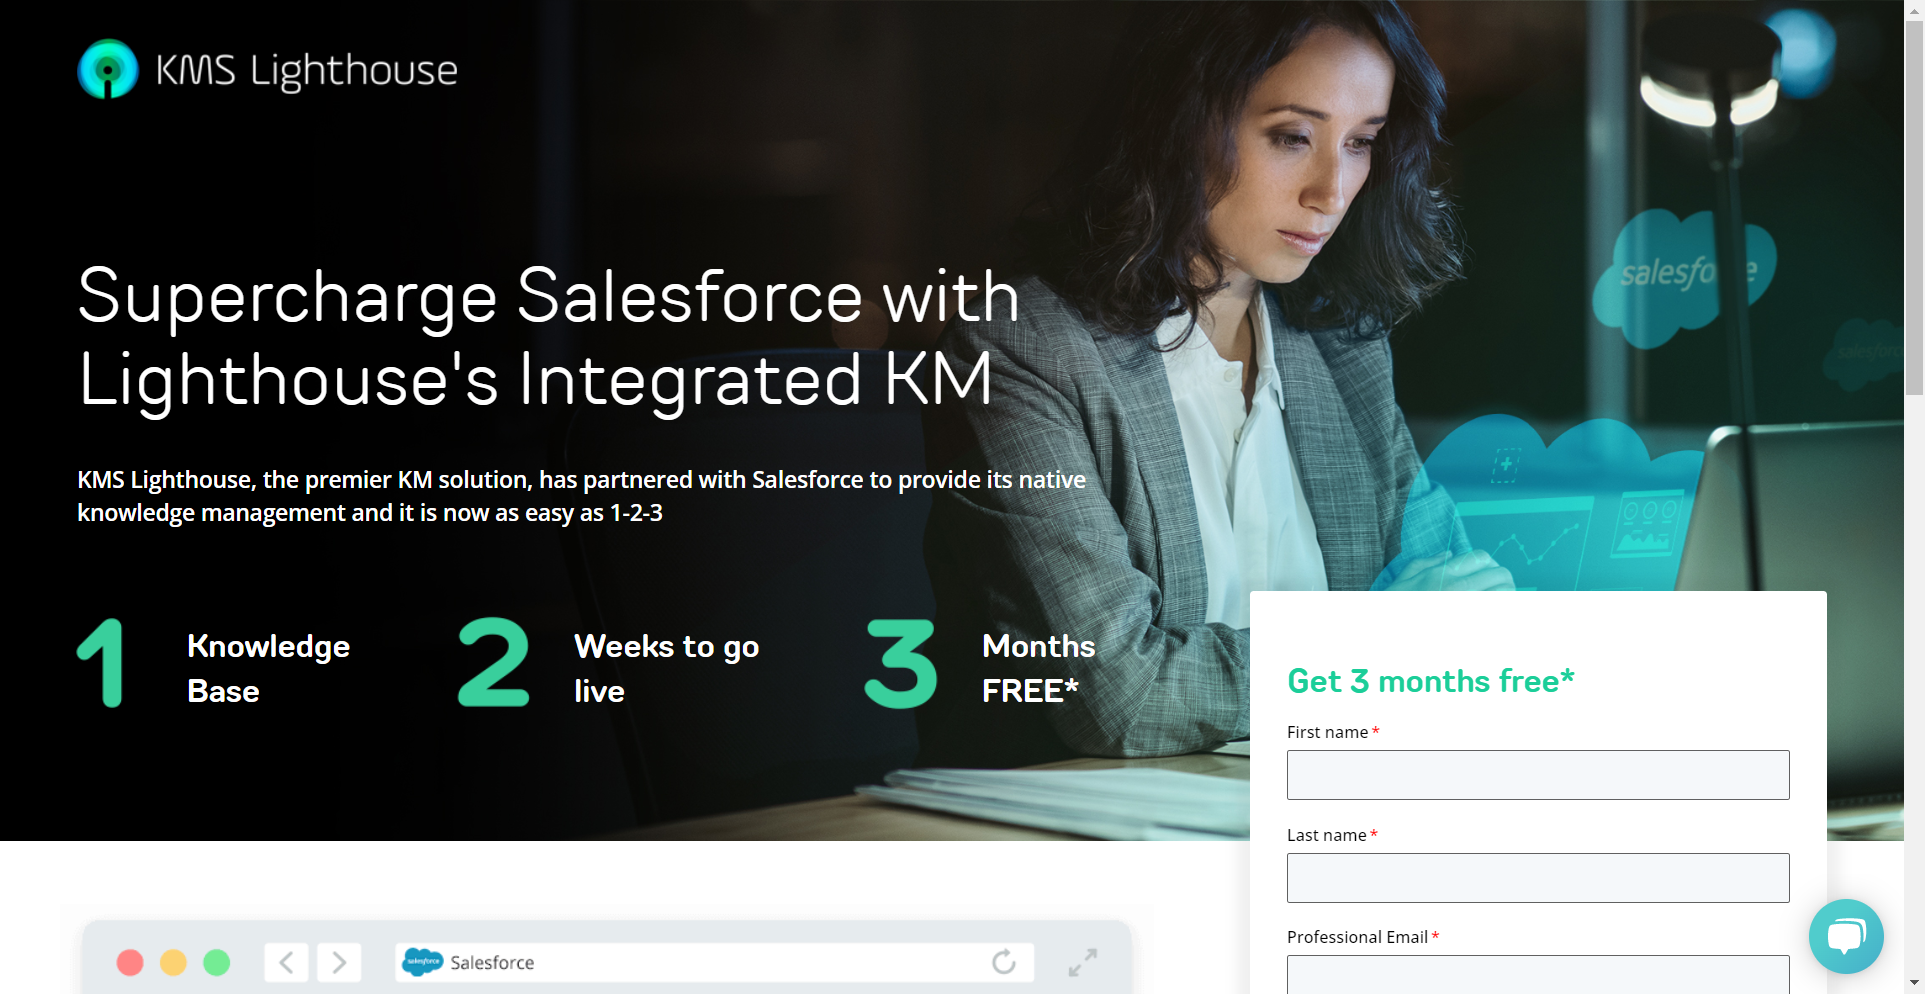 KMS Lighthouse
Supercharge Salesforce with
Lighthouse's Integrated KM
KMS Lighthouse, the premier KM solution, has partnered with Salesforce to provide its native
knowledge management and it is now as easy as 1-2-3
1 Knowledge
Base
2 Weeks to go
live
3 Months
FREE*
salesfo e
salesforce
Get 3 months free*
First name *
Last name *
Professional Email *
salesforce Salesforce